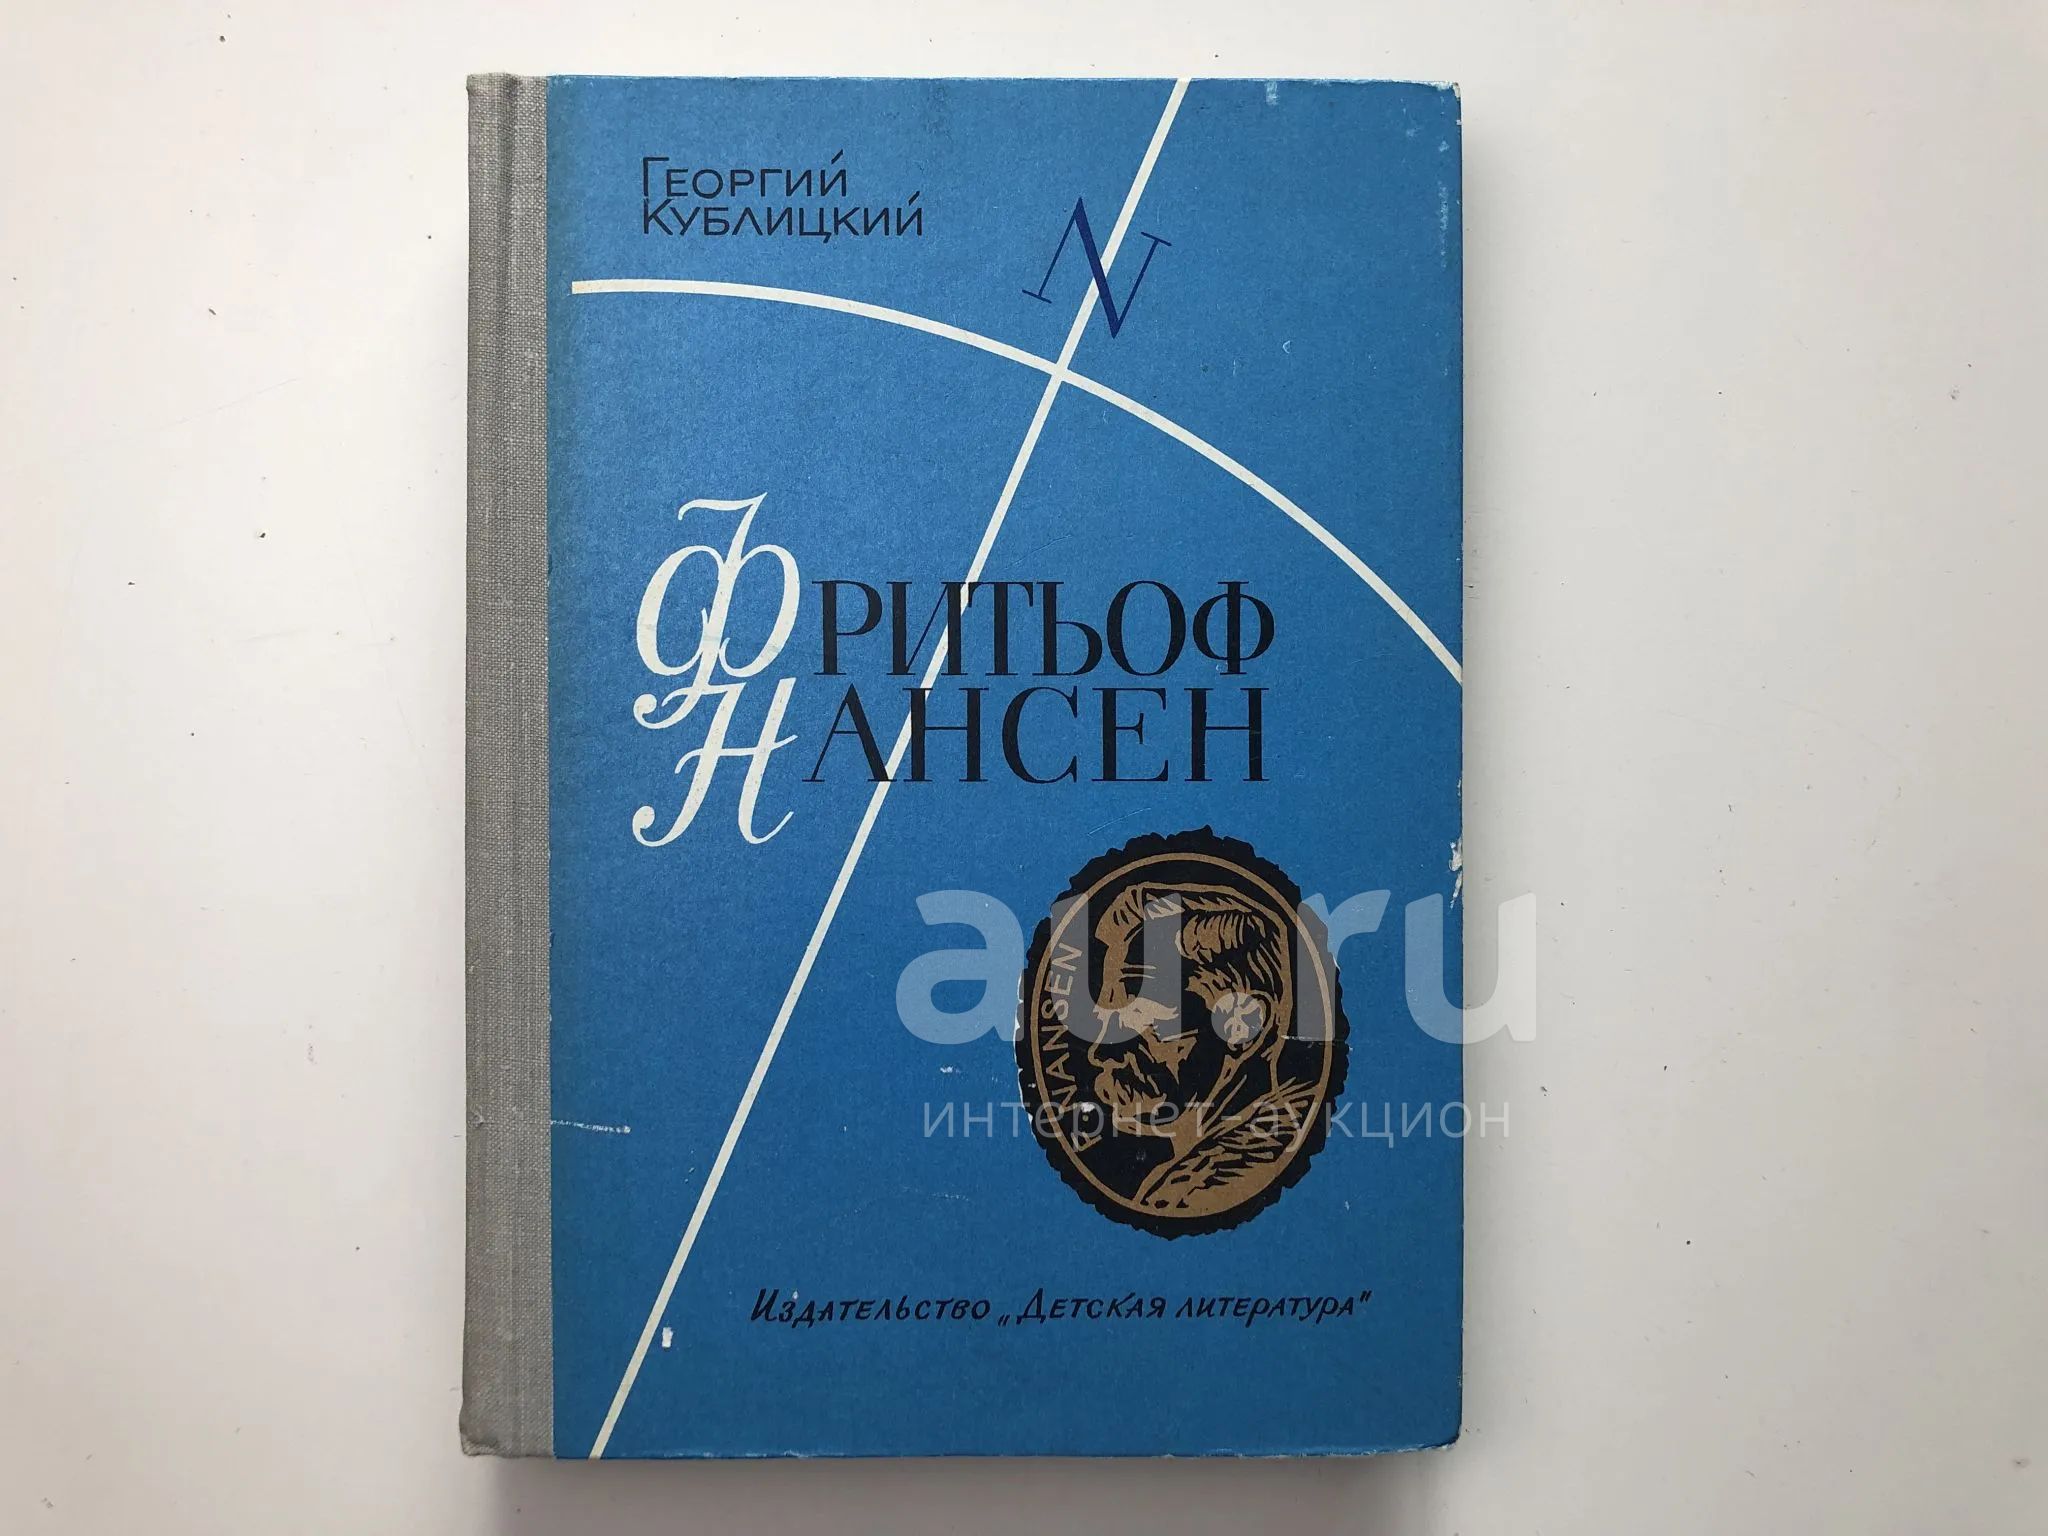 ГЕОРГИЙ
КУБЛИЦКИЙ
N
ФРИТЬОФ
НАНСЕН
F. NANSEN
au.ru
интернет-аукцион
Издательство „Детская литература"